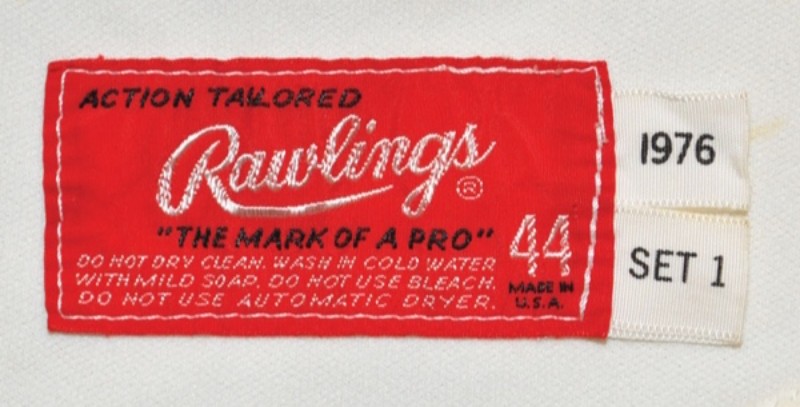 ACTION TAILORED
Rawlings ®
"THE MARK OF A PRO"
DO NOT DRY CLEAN. WASH IN COLD WATER
WITH MILD SOAP. DO NOT USE BLEACH.
DO NOT USE AUTOMATIC DRYER.
44
MADE IN
U.S.A.
1976
SET 1